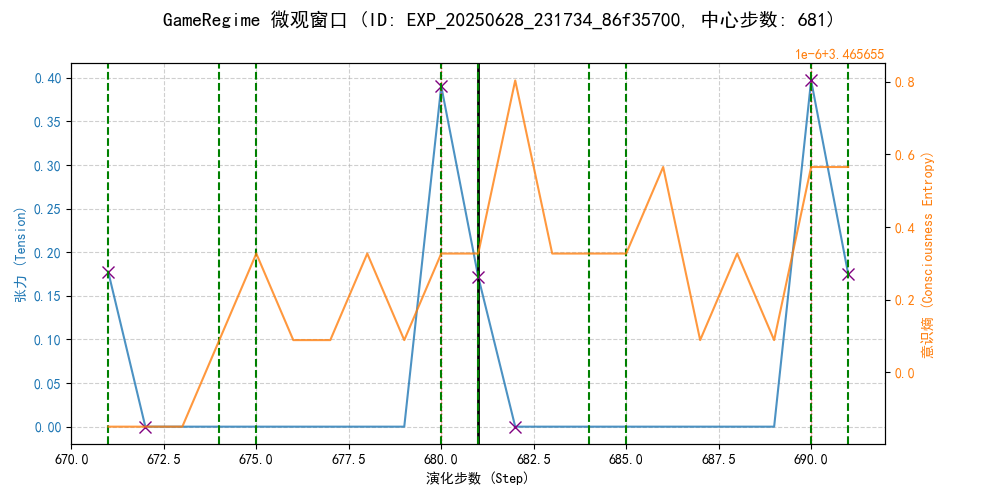 GameRegime 微观窗口 (ID: EXP_20250628_231734_86f35700, 中心步数: 681)
1e-6+3.465655
0.40
0.35
0.30
0.25
0.20
0.15
0.10
0.05
0.00
张力 (Tension)
0.8
0.6
0.4
0.2
0.0
意识熵 (Consciousness Entropy)
670.0 672.5 675.0 677.5 680.0 682.5 685.0 687.5 690.0
演化步数 (Step)